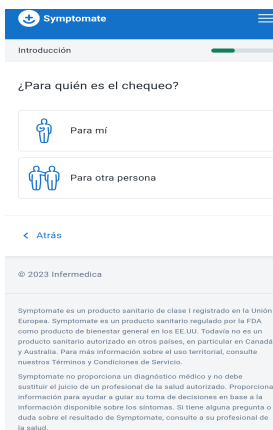 Symptomate
Introducción
¿Para quién es el chequeo?
Para mí
Para otra persona
Atrás
© 2023 Infermedica
Symptomate es un producto sanitario de clase I registrado en la Unión
Europea. Symptomate es un producto sanitario regulado por la FDA
como producto de bienestar general en los EE.UU. Todavía no es un
producto sanitario autorizado en otros países, en particular en Canadá
y Australia. Para más información sobre el uso territorial, consulte
nuestros Términos y Condiciones de Servicio.
Symptomate no proporciona un diagnóstico médico y no debe
sustituir el juicio de un profesional de la salud autorizado. Proporciona
información para ayudar a guiar su toma de decisiones en base a la
información disponible sobre los síntomas. Si tiene alguna pregunta o
duda sobre el resultado de Symptomate, consulte a su profesional de
la salud.